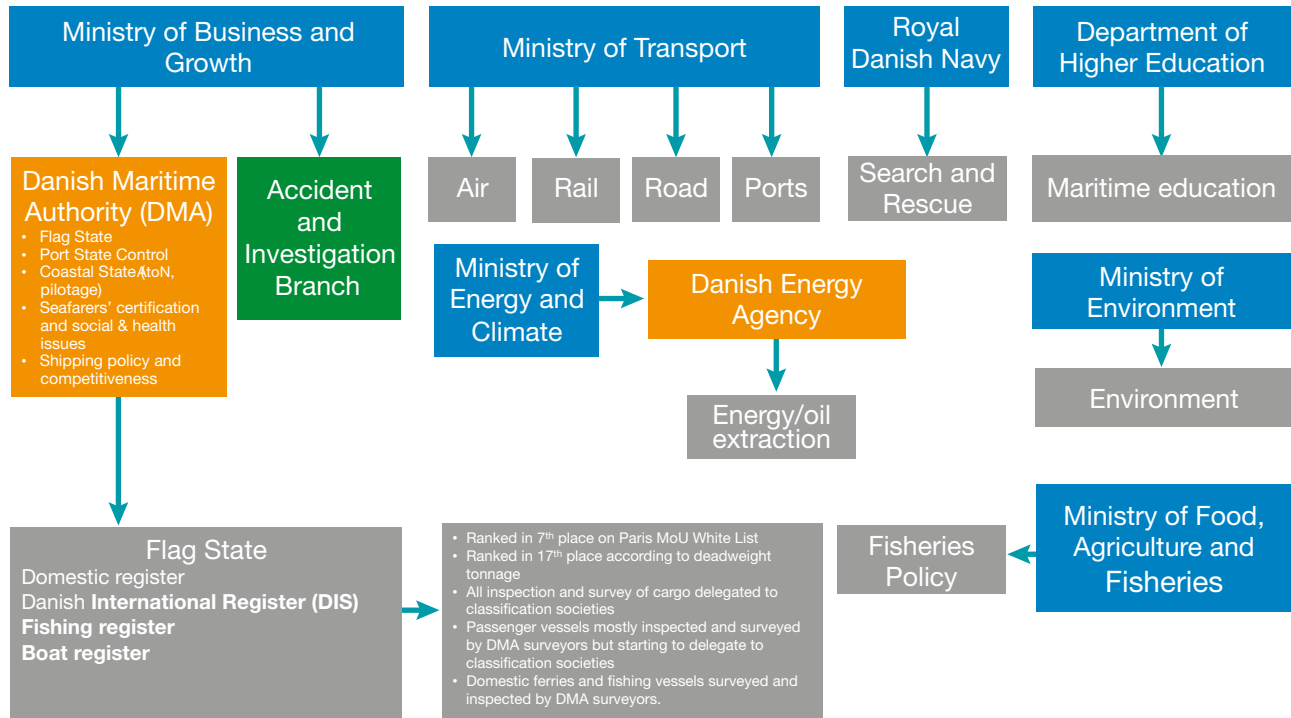 Ministry of Business and
Growth
Ministry of Transport
Royal
Danish Navy
Department of
Higher Education
Danish Maritime
Authority (DMA)
• Flag State
• Port State Control
• Coastal State (AtoN,
pilotage)
• Seafarers' certification
and social & health
issues
• Shipping policy and
competitiveness
Accident
and
Investigation
Branch
Air
Rail
Road
Ports
Search and
Rescue
Maritime education
Ministry of
Energy and
Climate
Danish Energy
Agency
Energy/oil
extraction
Ministry of
Environment
Environment
Flag State
Domestic register
Danish International Register (DIS)
Fishing register
Boat register
• Ranked in 7th place on Paris MoU White List
• Ranked in 17th place according to deadweight
tonnage
• All inspection and survey of cargo delegated to
classification societies
• Passenger vessels mostly inspected and surveyed
by DMA surveyors but starting to delegate to
classification societies
• Domestic ferries and fishing vessels surveyed and
inspected by DMA surveyors.
Fisheries
Policy
Ministry of Food,
Agriculture and
Fisheries